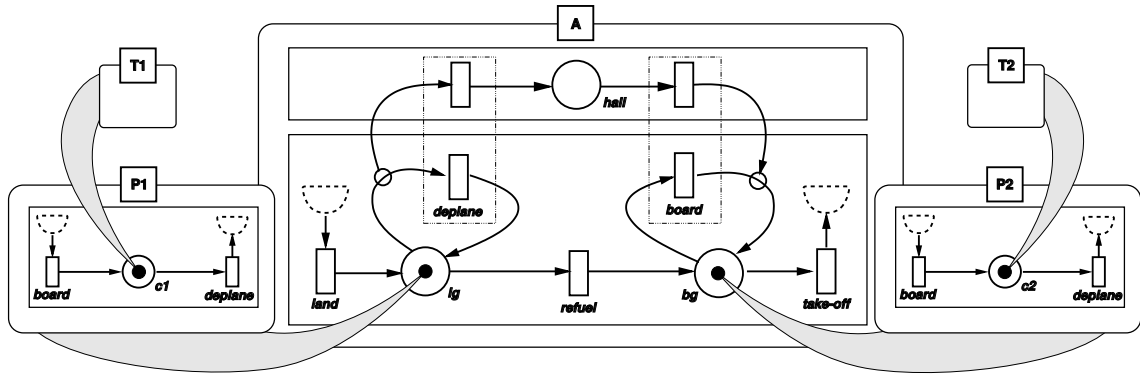 A
T1
T2
hall
P1
P2
deplane
board
board
c1
deplane
land
lg
refuel
bg
take-off
board
c2
deplane